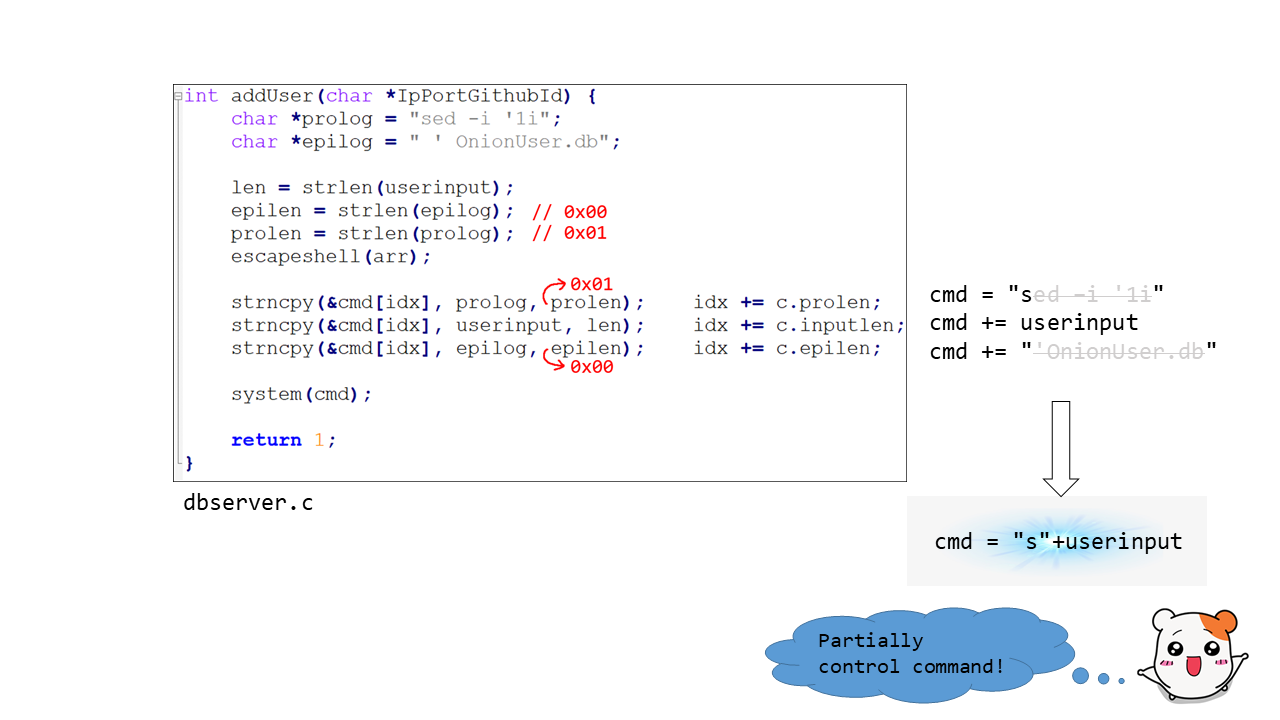 int addUser(char *IpPortGithubId) {
char *prolog = "sed -i '1i";
char *epilog = " ' OnionUser.db";
len = strlen(userinput);
epilen = strlen(epilog); // 0x00
prolen = strlen(prolog); // 0x01
escapeshell(arr);
0x01
strncpy(&cmd[idx], prolog, prolen); idx += c.prolen;
strncpy(&cmd[idx], userinput, len); idx += c.inputlen;
strncpy(&cmd[idx], epilog, epilen); idx += c.epilen;
0x00
system(cmd);
return 1;
}
dbserver.c
cmd = "sed -i '1i"
cmd += userinput
cmd += "'OnionUser.db"
cmd = "s"+userinput
Partially
control command!